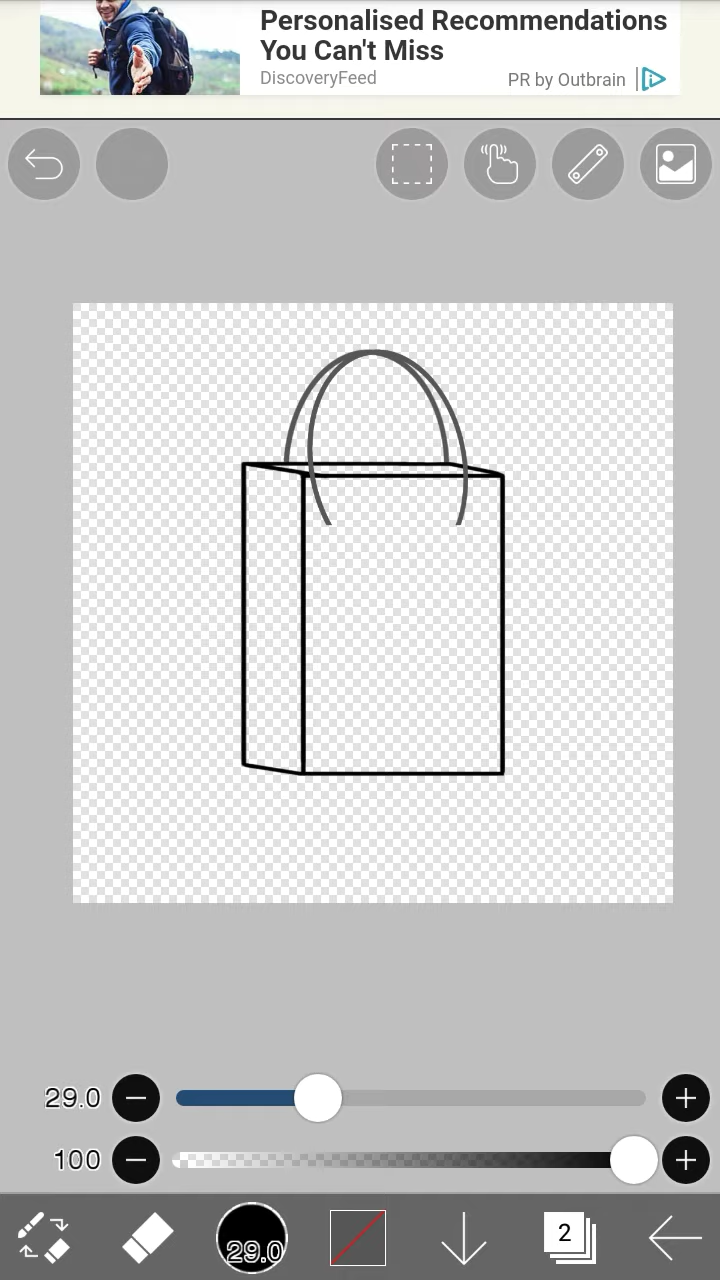 Personalised Recommendations
You Can't Miss
DiscoveryFeed
PR by Outbrain
29.0
100
29.0
2